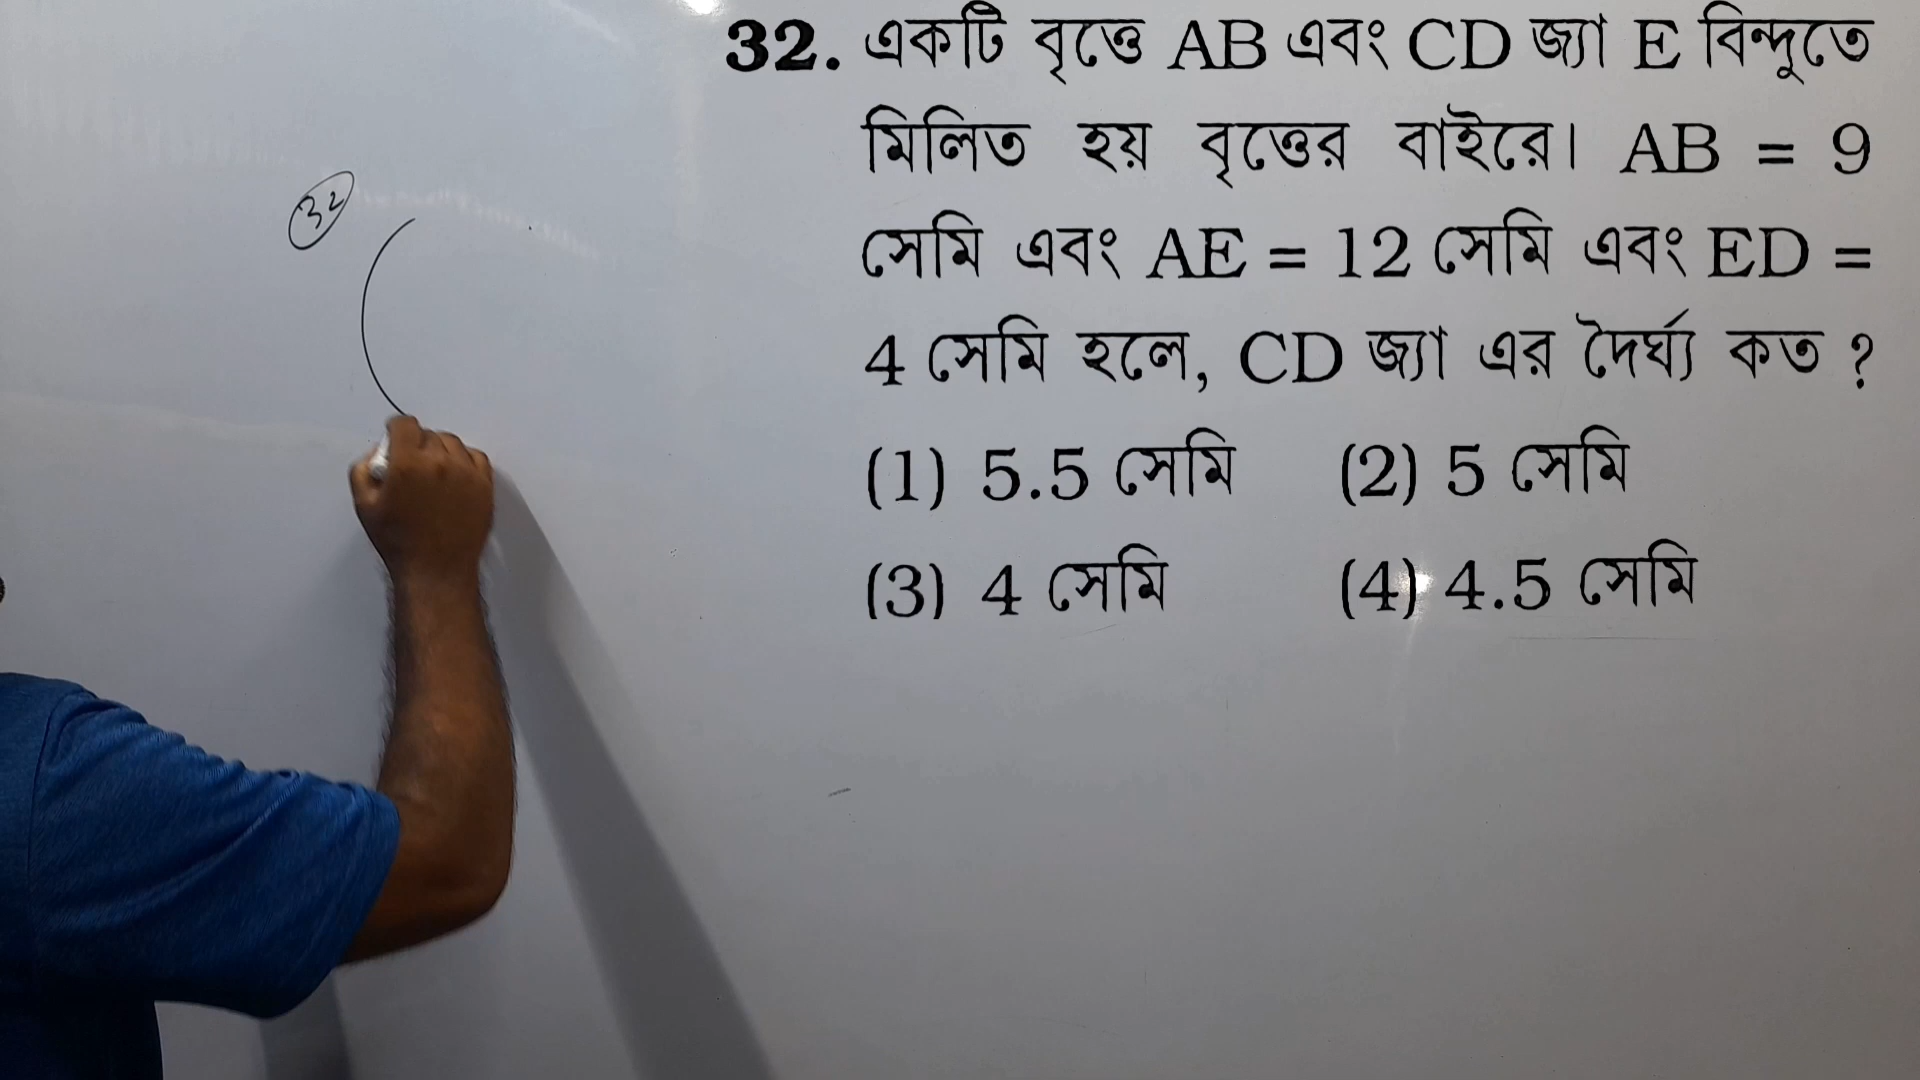 32
32. একটি বৃত্তে AB এবং CD জ্যা E বিন্দুতে
মিলিত হয় বৃত্তের বাইরে। AB = 9
সেমি এবং AE = 12 সেমি এবং ED =
4 সেমি হলে, CD জ্যা এর দৈর্ঘ্য কত ?
(1) 5.5 সেমি (2) 5 সেমি
(3) 4 সেমি (4) 4.5 সেমি